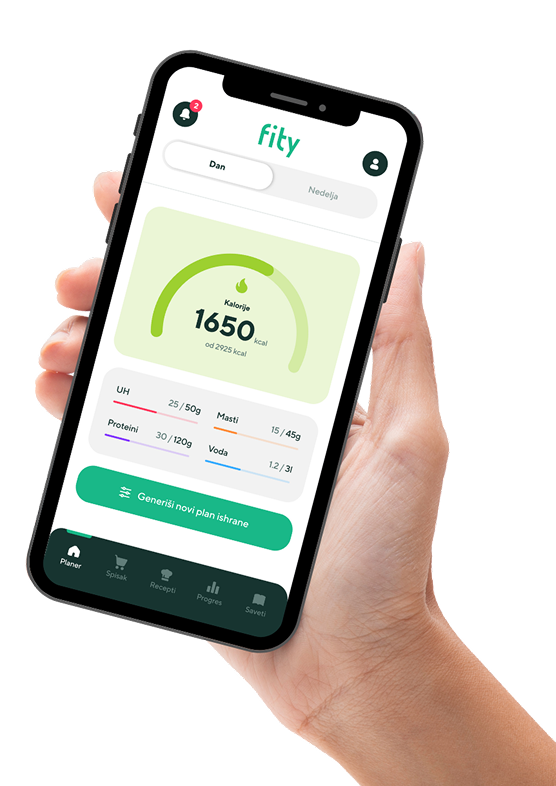 2
fity
Dan
Nedelja
Kalorije
1650 kcal
od 2925 kcal
UH 25 / 50g
Masti 15 / 45g
Proteini 30 / 120g
Voda 1.2 / 3l
Generiši novi plan ishrane
Planer
Spisak
Recepti
Progres
Saveti